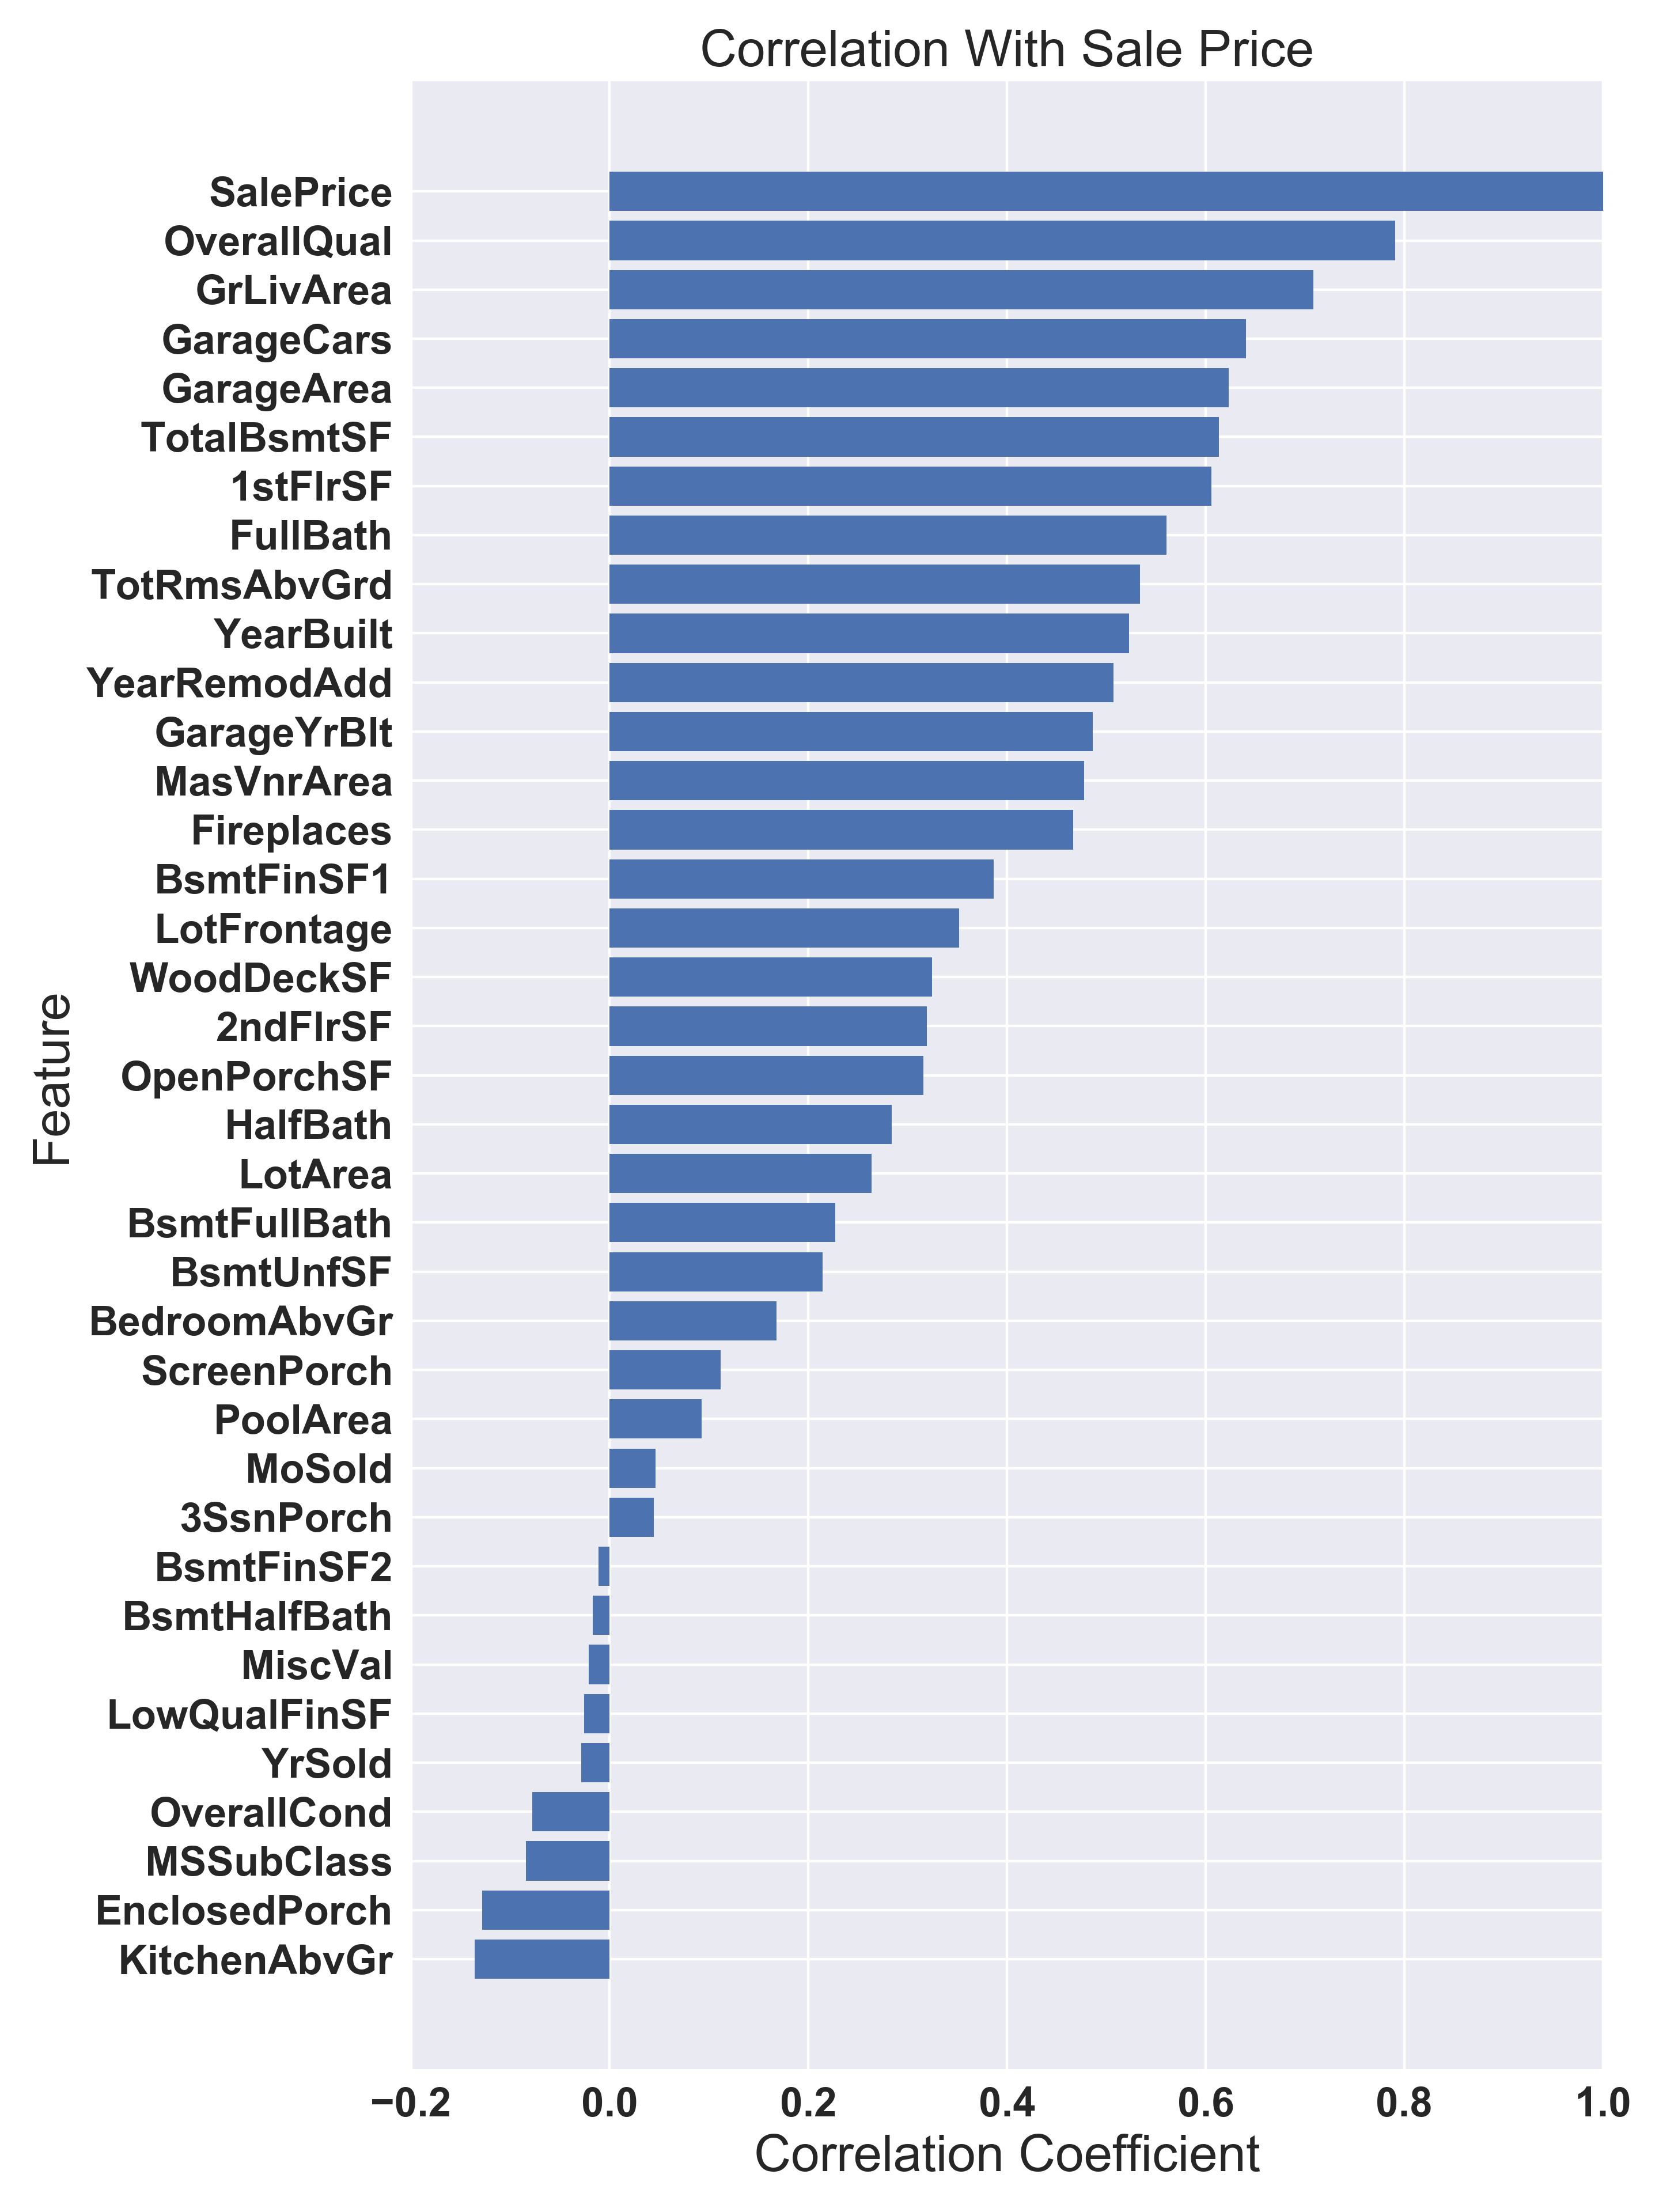 Correlation With Sale Price
SalePrice
OverallQual
GrLivArea
GarageCars
GarageArea
TotalBsmtSF
1stFlrSF
FullBath
TotRmsAbvGrd
YearBuilt
YearRemodAdd
GarageYrBlt
MasVnrArea
Fireplaces
BsmtFinSF1
LotFrontage
WoodDeckSF
2ndFlrSF
OpenPorchSF
HalfBath
LotArea
BsmtFullBath
BsmtUnfSF
BedroomAbvGr
ScreenPorch
PoolArea
MoSold
3SsnPorch
BsmtFinSF2
BsmtHalfBath
MiscVal
LowQualFinSF
YrSold
OverallCond
MSSubClass
EnclosedPorch
KitchenAbvGr
Feature
−0.2 0.0 0.2 0.4 0.6 0.8 1.0
Correlation Coefficient